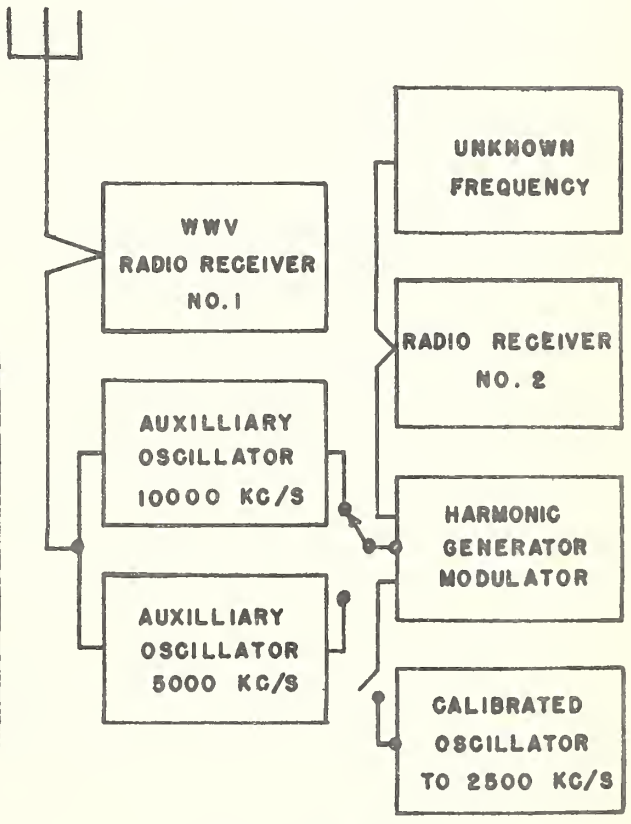 WWV
RADIO RECEIVER
NO. 1
AUXILLIARY
OSCILLATOR
10000 KC/S
AUXILLIARY
OSCILLATOR
5000 KC/S
UNKNOWN
FREQUENCY
RADIO RECEIVER
NO. 2
HARMONIC
GENERATOR
MODULATOR
CALIBRATED
OSCILLATOR
TO 2500 KC/S